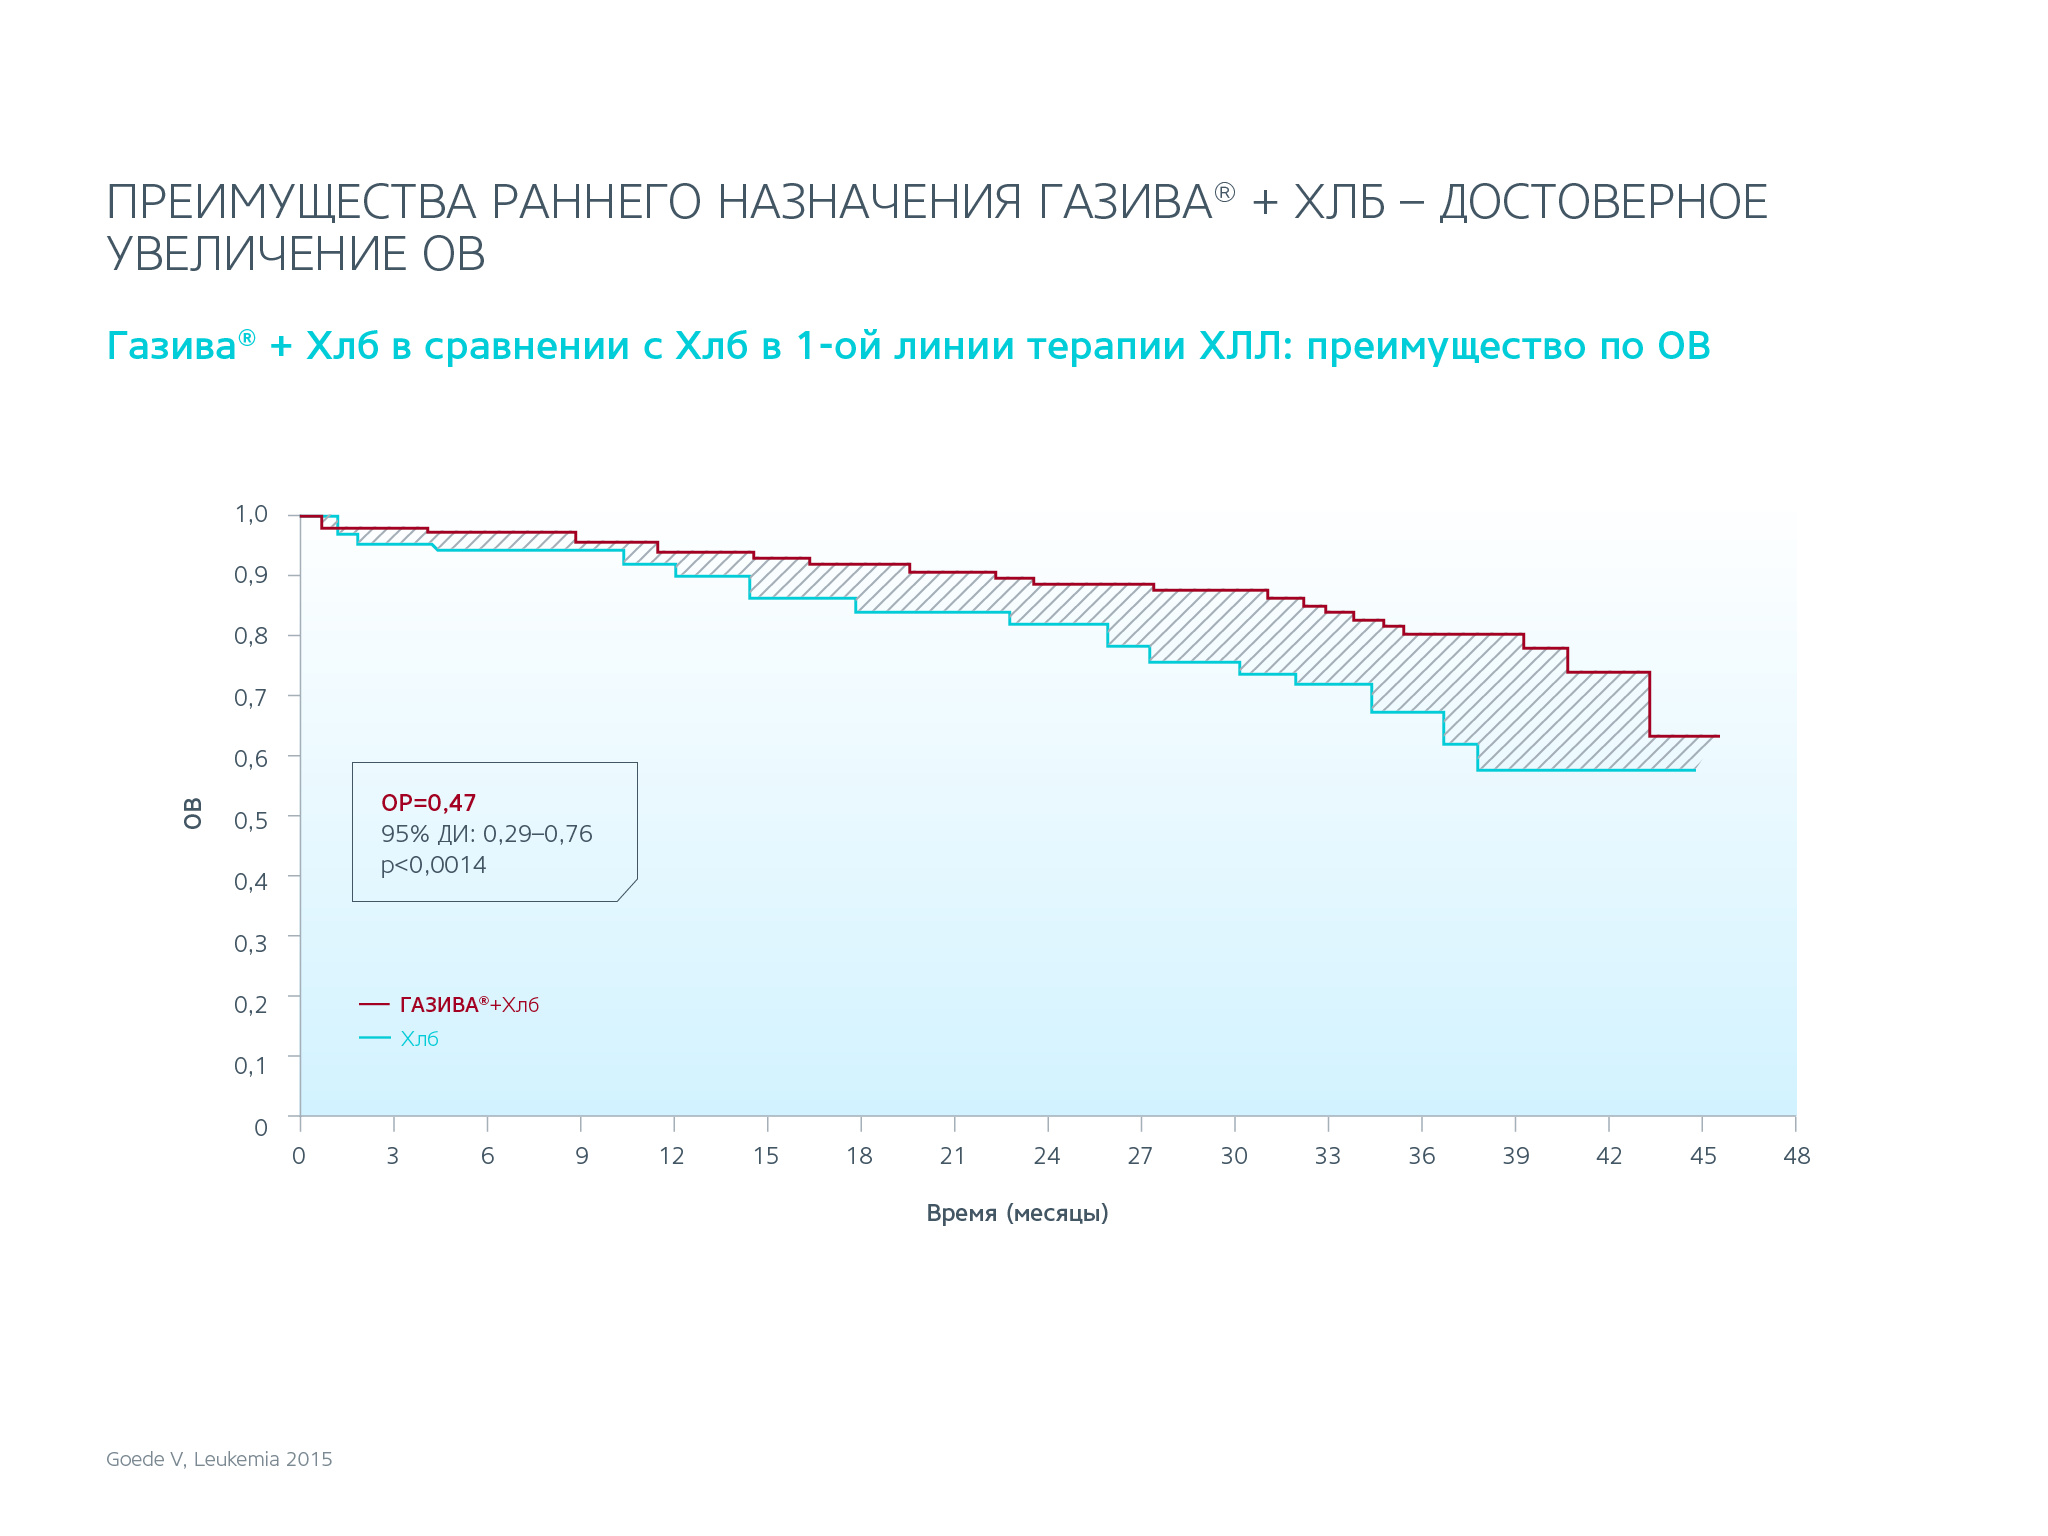 ПРЕИМУЩЕСТВА РАННЕГО НАЗНАЧЕНИЯ ГАЗИВА® + ХЛБ – ДОСТОВЕРНОЕ
УВЕЛИЧЕНИЕ ОВ
Газива® + Хлб в сравнении с Хлб в 1-ой линии терапии ХЛЛ: преимущество по ОВ
1,0
0,9
0,8
0,7
0,6
0,5
0,4
0,3
0,2
0,1
0
ОВ
ОР=0,47
95% ДИ: 0,29–0,76
p<0,0014
ГАЗИВА®+Хлб
Хлб
0 3 6 9 12 15 18 21 24 27 30 33 36 39 42 45 48
Время (месяцы)
Goede V, Leukemia 2015